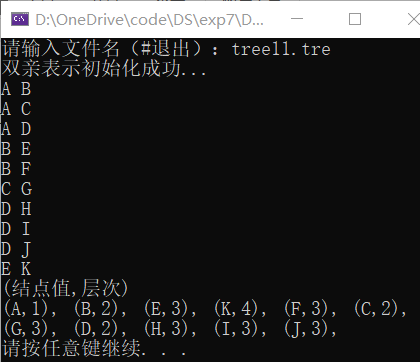 D:\OneDrive\code\DS\exp7\D...
请输入文件名（#退出）：tree11.tre
双亲表示初始化成功...
A B
A C
A D
B E
B F
C G
D H
D I
D J
E K
(结点值,层次)
(A,1), (B,2), (E,3), (K,4), (F,3), (C,2),
(G,3), (D,2), (H,3), (I,3), (J,3),
请按任意键继续. . .